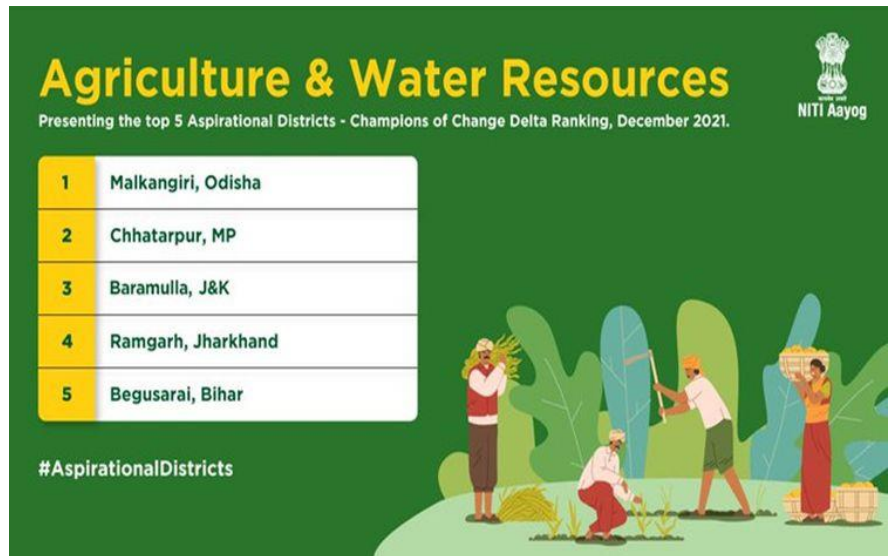 Agriculture & Water Resources
Presenting the top 5 Aspirational Districts - Champions of Change Delta Ranking, December 2021.
NITI Aayog
1 Malkangiri, Odisha
2 Chhatarpur, MP
3 Baramulla, J&K
4 Ramgarh, Jharkhand
5 Begusarai, Bihar
#AspirationalDistricts